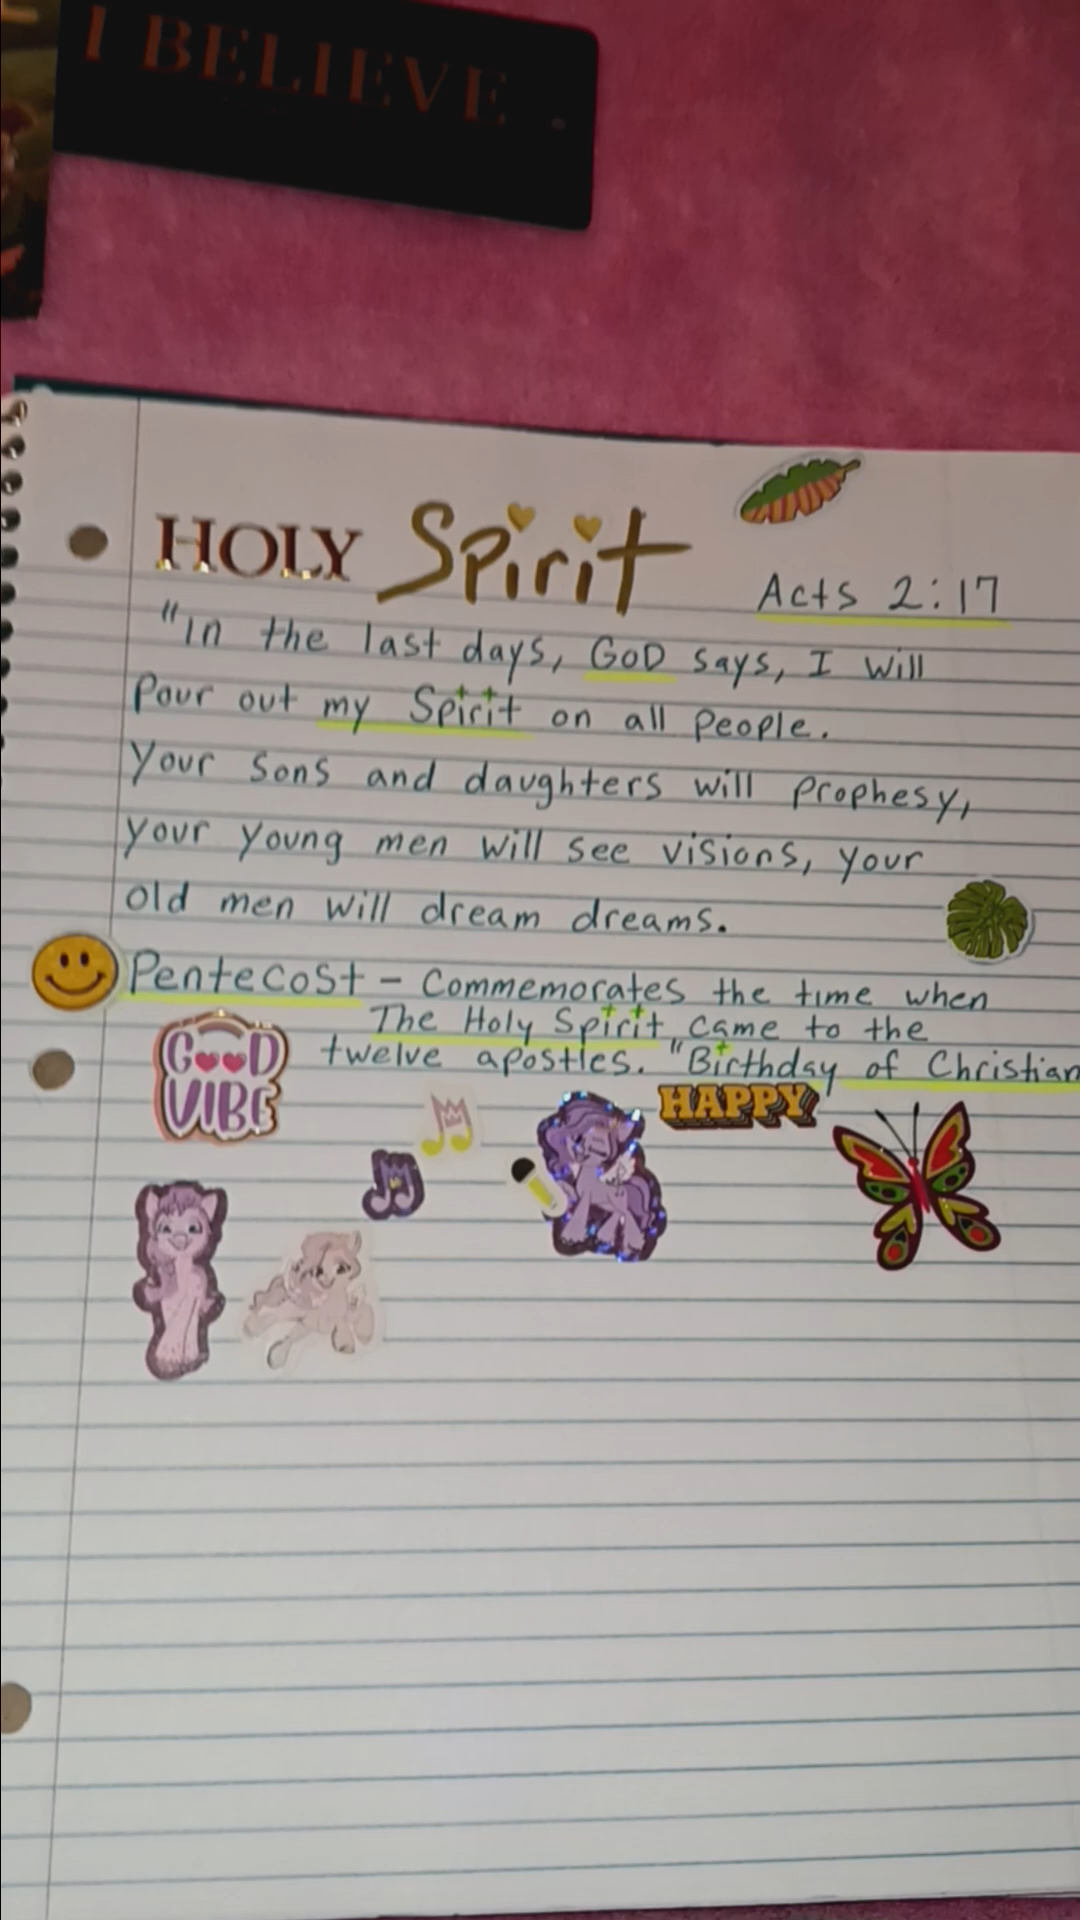 I BELIEVE.
HOLY Spirit
Acts 2:17
"In the last days, GOD says, I will
Pour out my Spirit on all People.
Your sons and daughters will Prophesy,
your young men will see visions, your
old men will dream dreams.
Pentecost - Commemorates the time when
The Holy Spirit came to the
twelve apostles. "Birthday of Christian
GOOD
VIBE
HAPPY